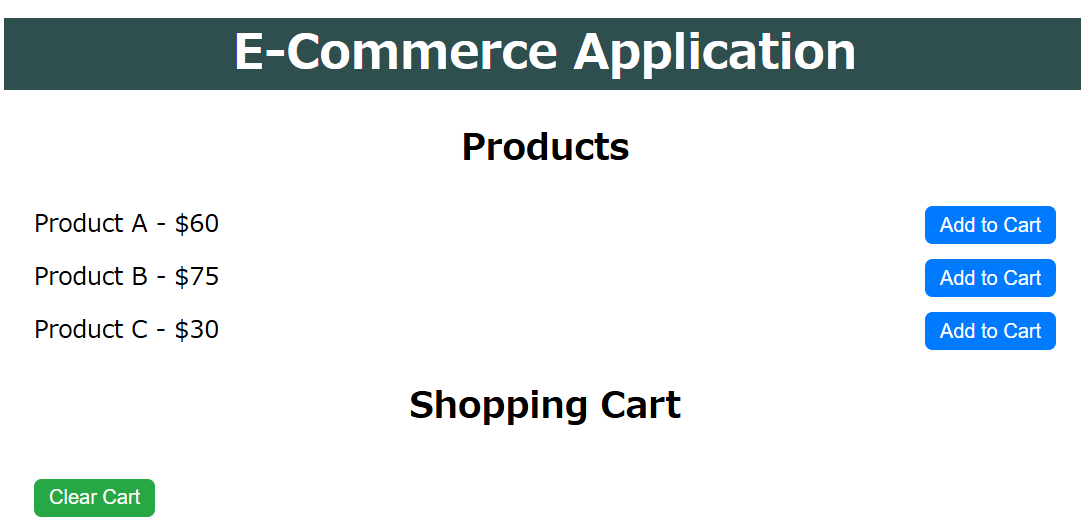 E-Commerce Application
Products
Product A - $60 Add to Cart
Product B - $75 Add to Cart
Product C - $30 Add to Cart
Shopping Cart
Clear Cart